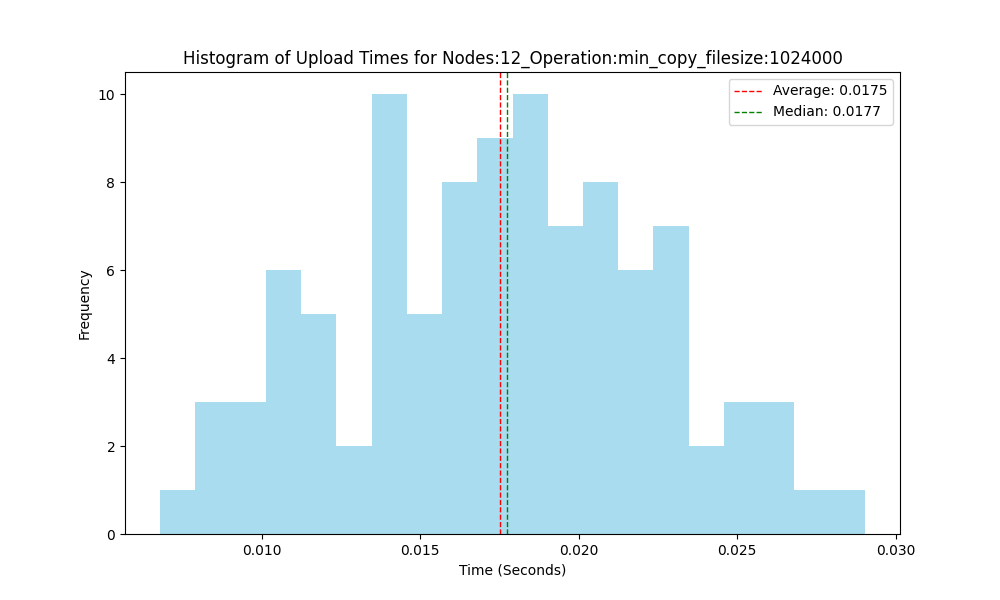 Histogram of Upload Times for Nodes:12_Operation:min_copy_filesize:1024000
Average: 0.0175
Median: 0.0177
10
8
6
4
2
0
Frequency
0.010 0.015 0.020 0.025 0.030
Time (Seconds)